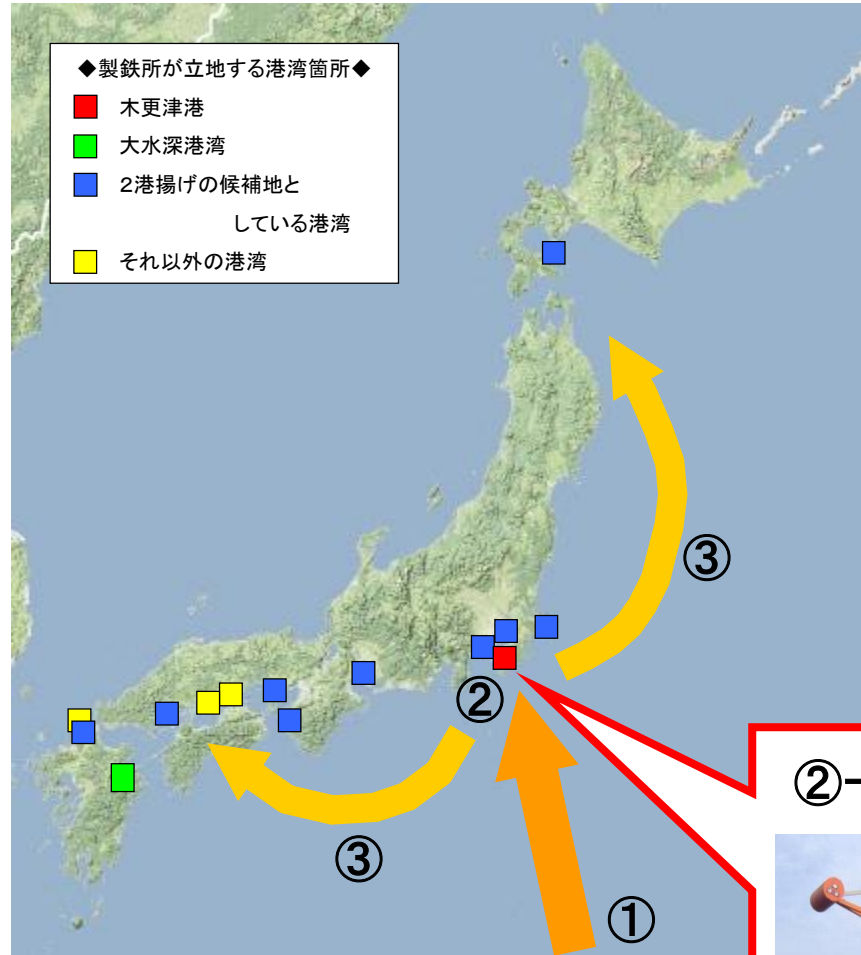 ◆製鉄所が立地する港湾箇所◆
木更津港
大水深港湾
2港揚げの候補地と
している港湾
それ以外の港湾
③
②
②-
③
①